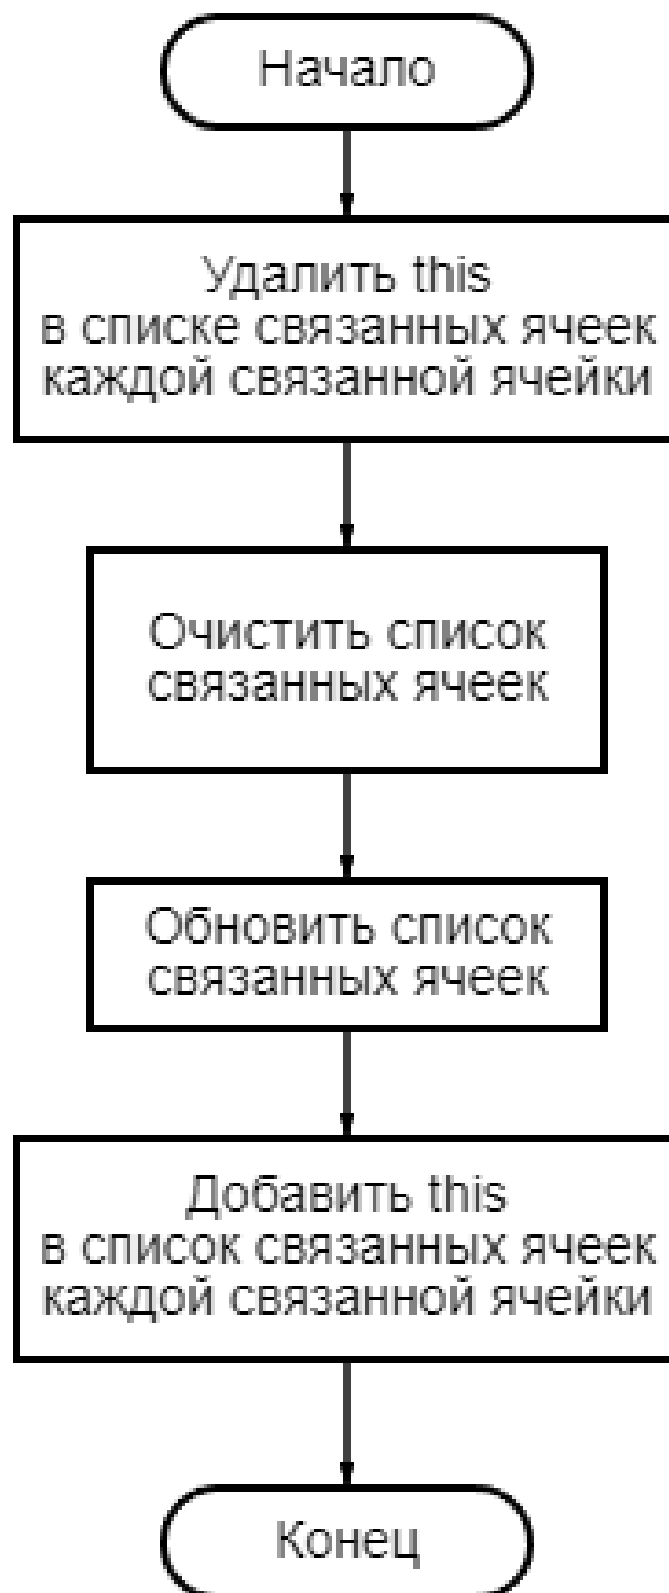 Начало
Удалить this
в списке связанных ячеек
каждой связанной ячейки
Очистить список
связанных ячеек
Обновить список
связанных ячеек
Добавить this
в список связанных ячеек
каждой связанной ячейки
Конец